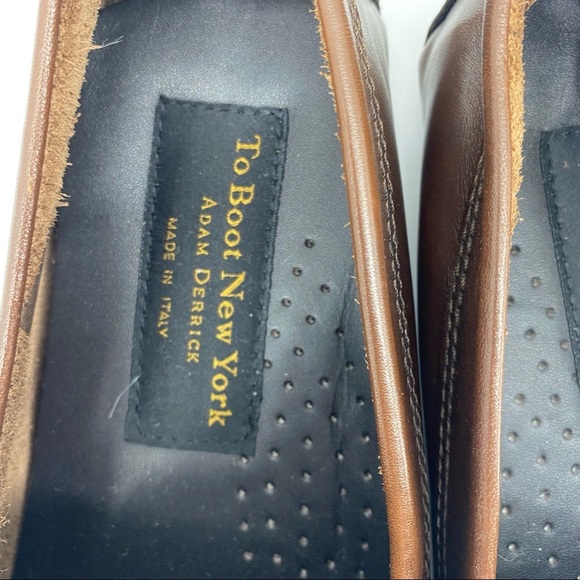 To Boot New York
Adam Derrick
MADE IN ITALY